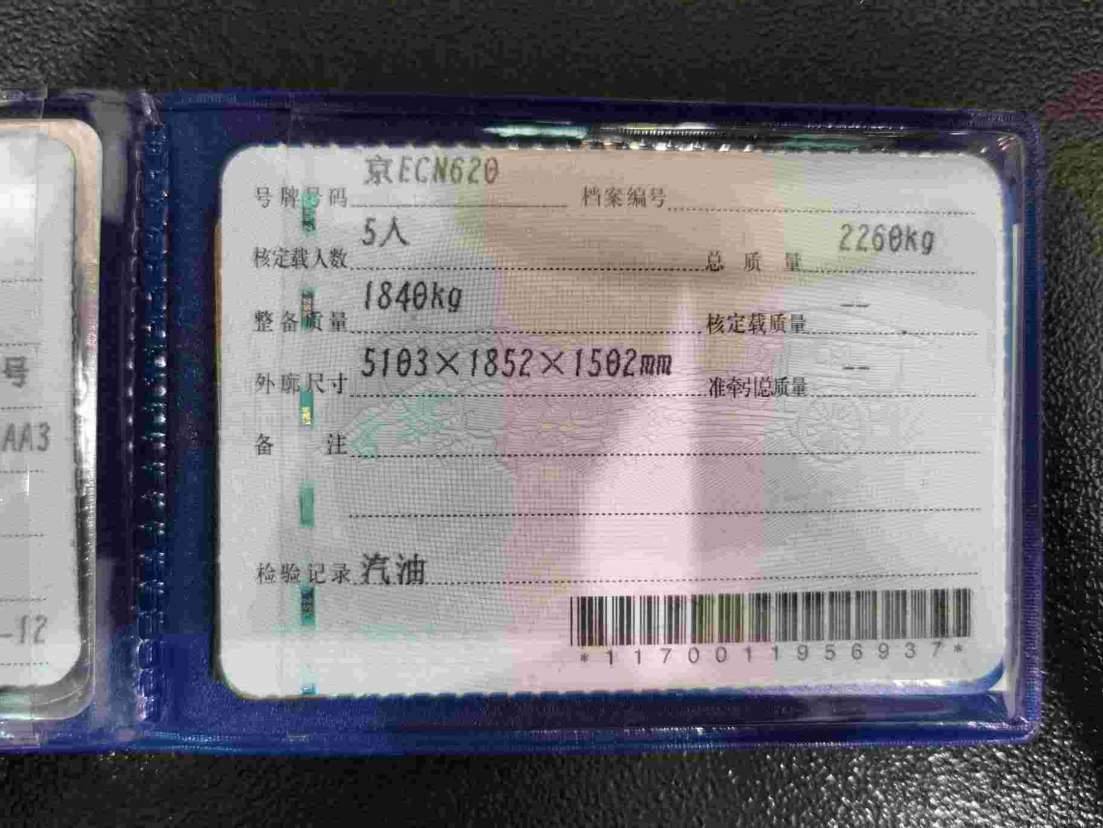 号牌号码 京ECN620 档案编号
核定载人数 5人 总质量 2260kg
整备质量 1840kg 核定载质量 --
外廓尺寸 5103×1852×1502mm 准牵引总质量 --
备注
检验记录 汽油
*1170011956937*
号
AA3
-12